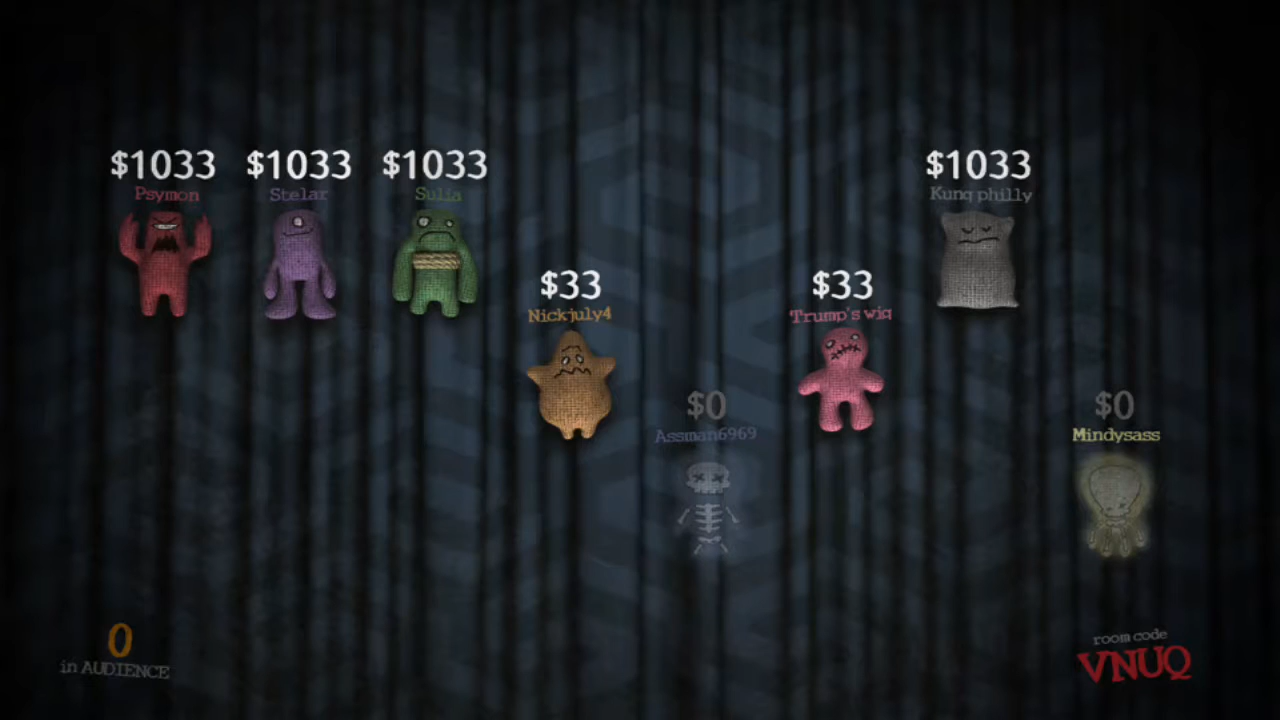 $1033 $1033 $1033 $1033
Psymon Stelar Sulia Kung philly
$33 $33
Nickjuly4 Trump's wig
$0 $0
Assman6969 Mindysass
0
in AUDIENCE
room code
VNUQ